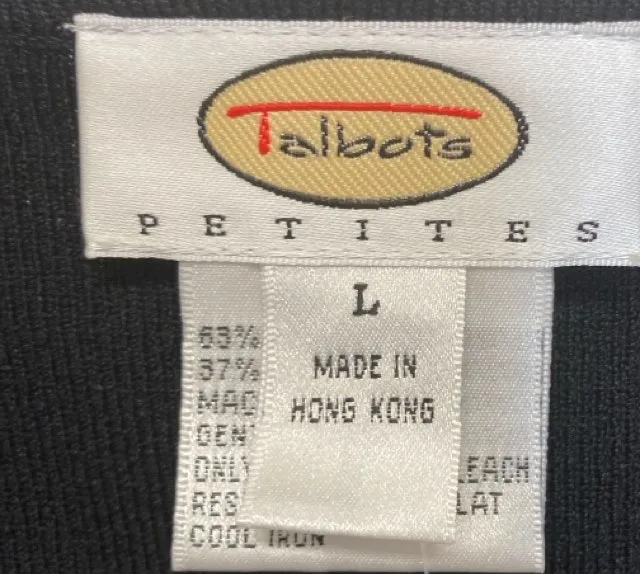 Talbots
PETITES
L
MADE IN
HONG KONG
63%
37%
COOL IRON